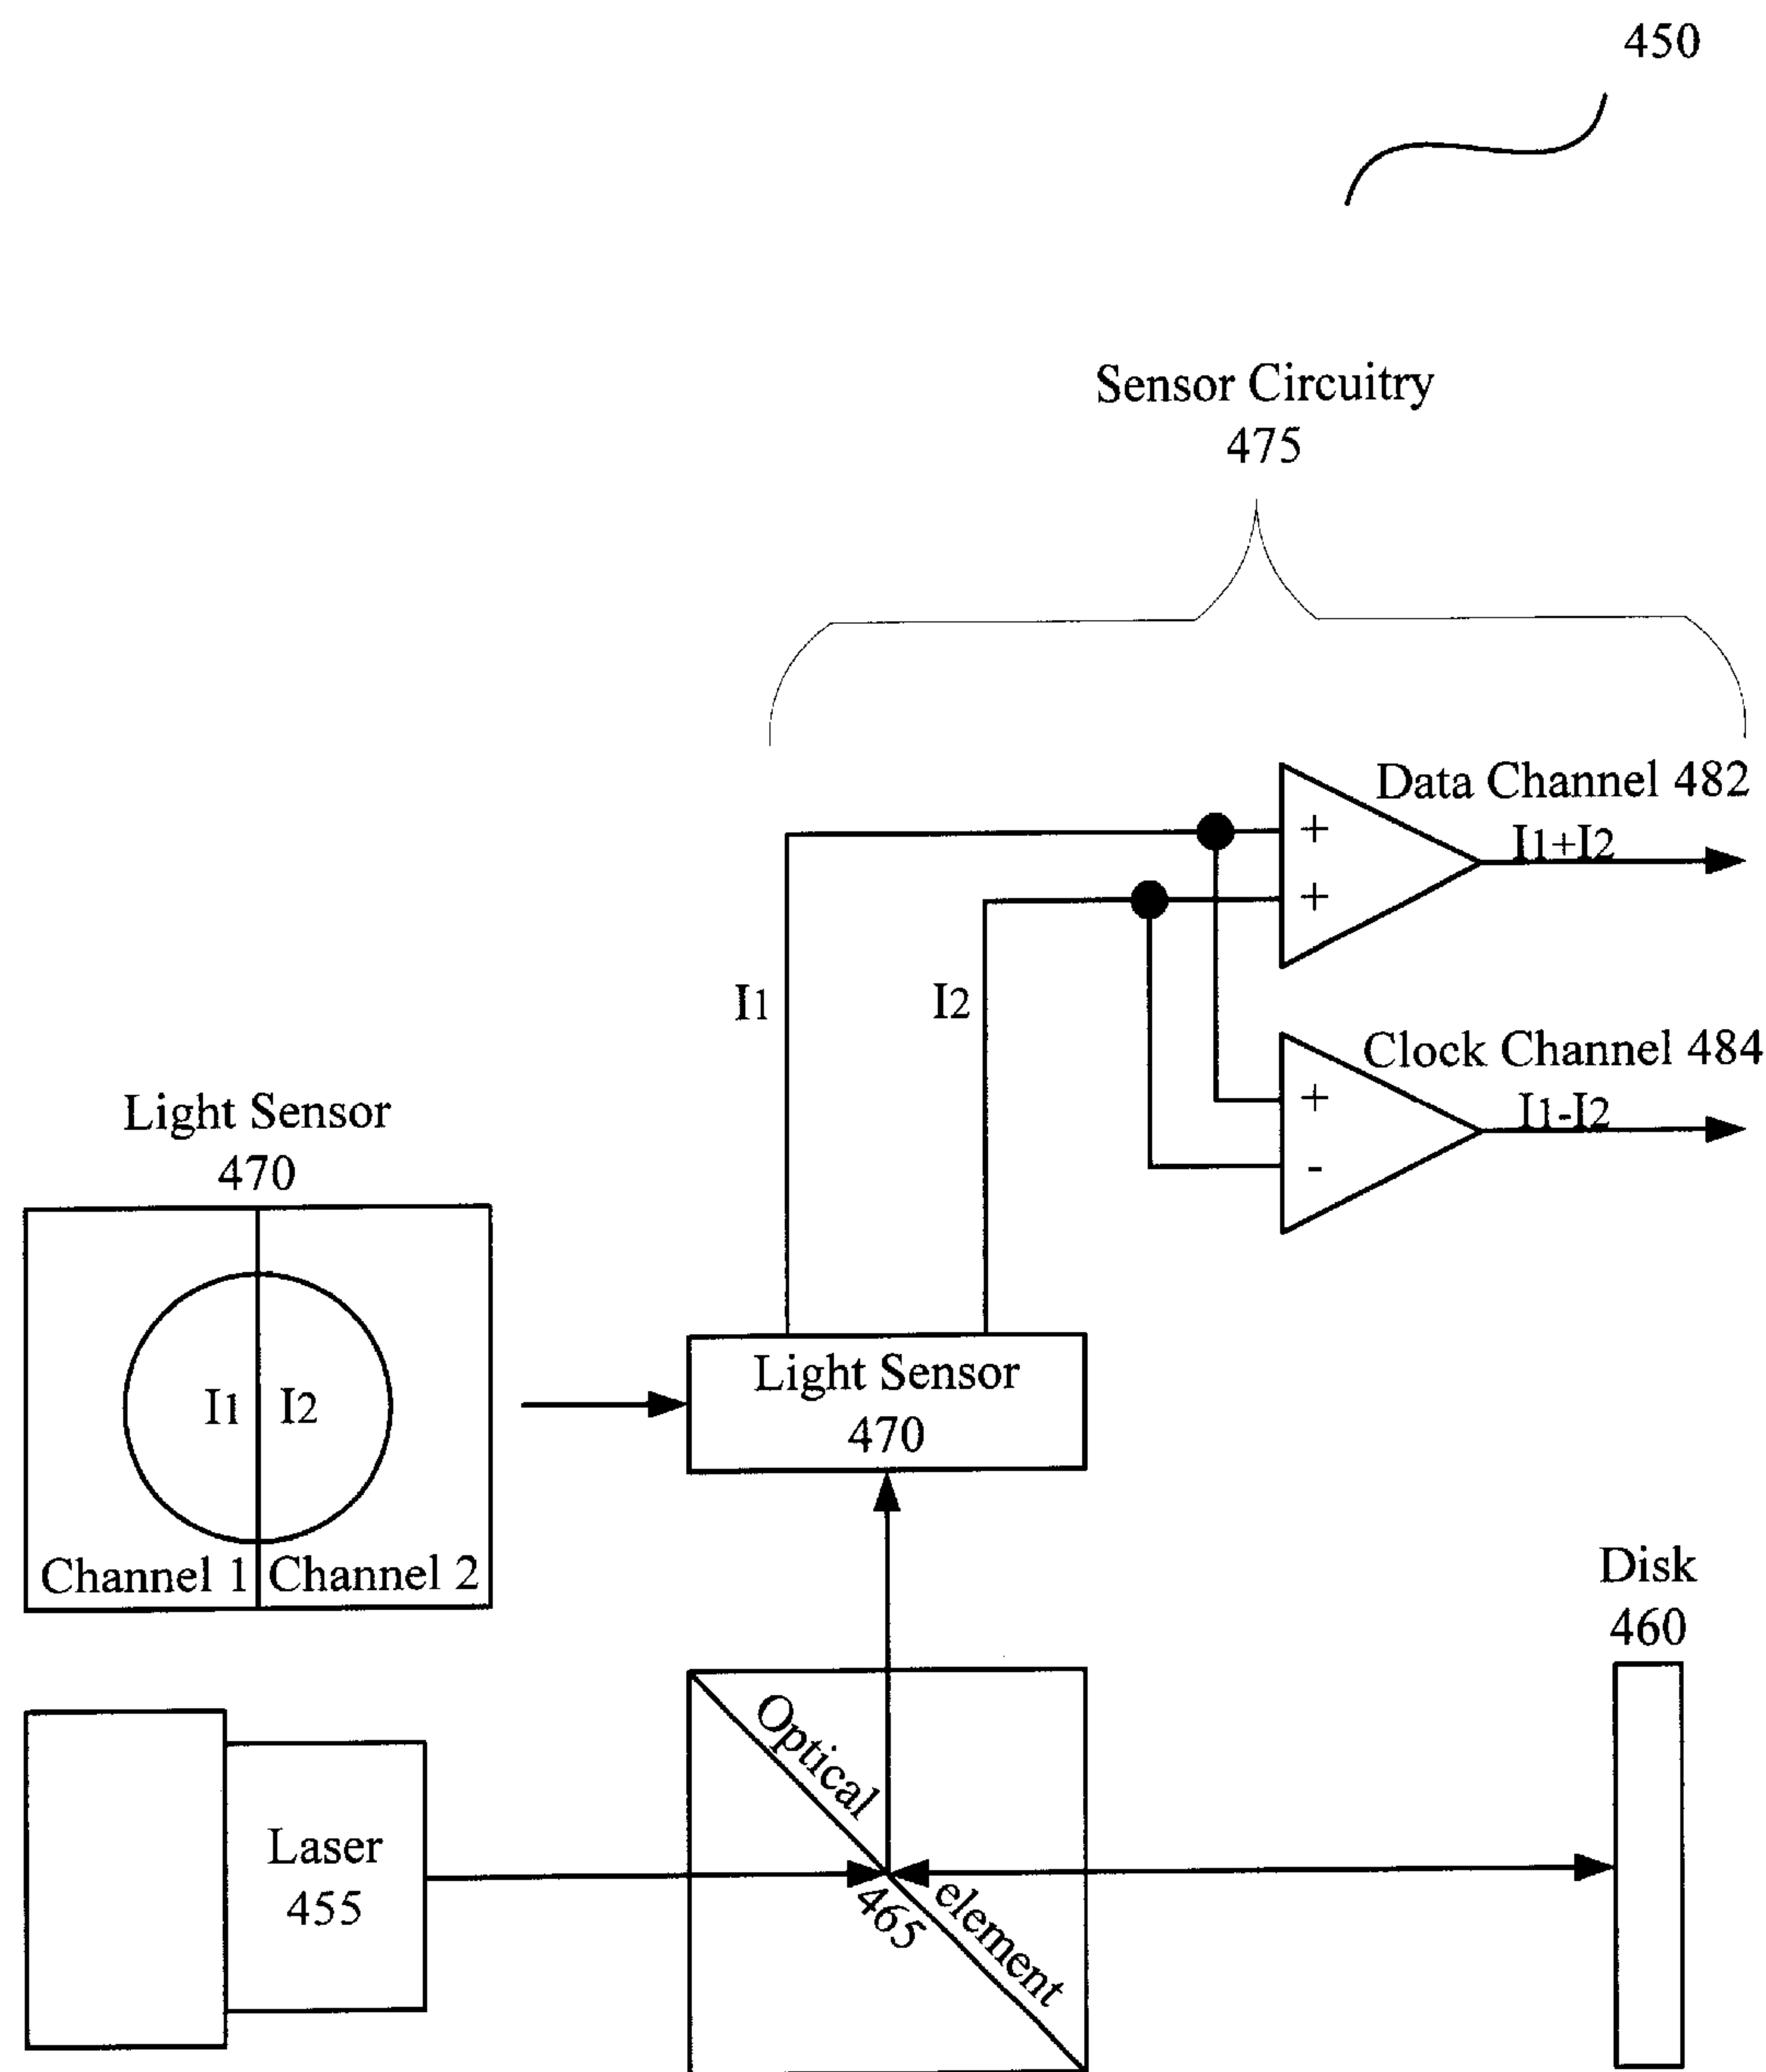 450
Sensor Circuitry
475
Data Channel 482
+
I1+I2
+
I1
I2
Clock Channel 484
+
I1-I2
-
Light Sensor
470
Light Sensor
470
I1
I2
Channel 1
Channel 2
Disk
460
Optical
element
465
Laser
455